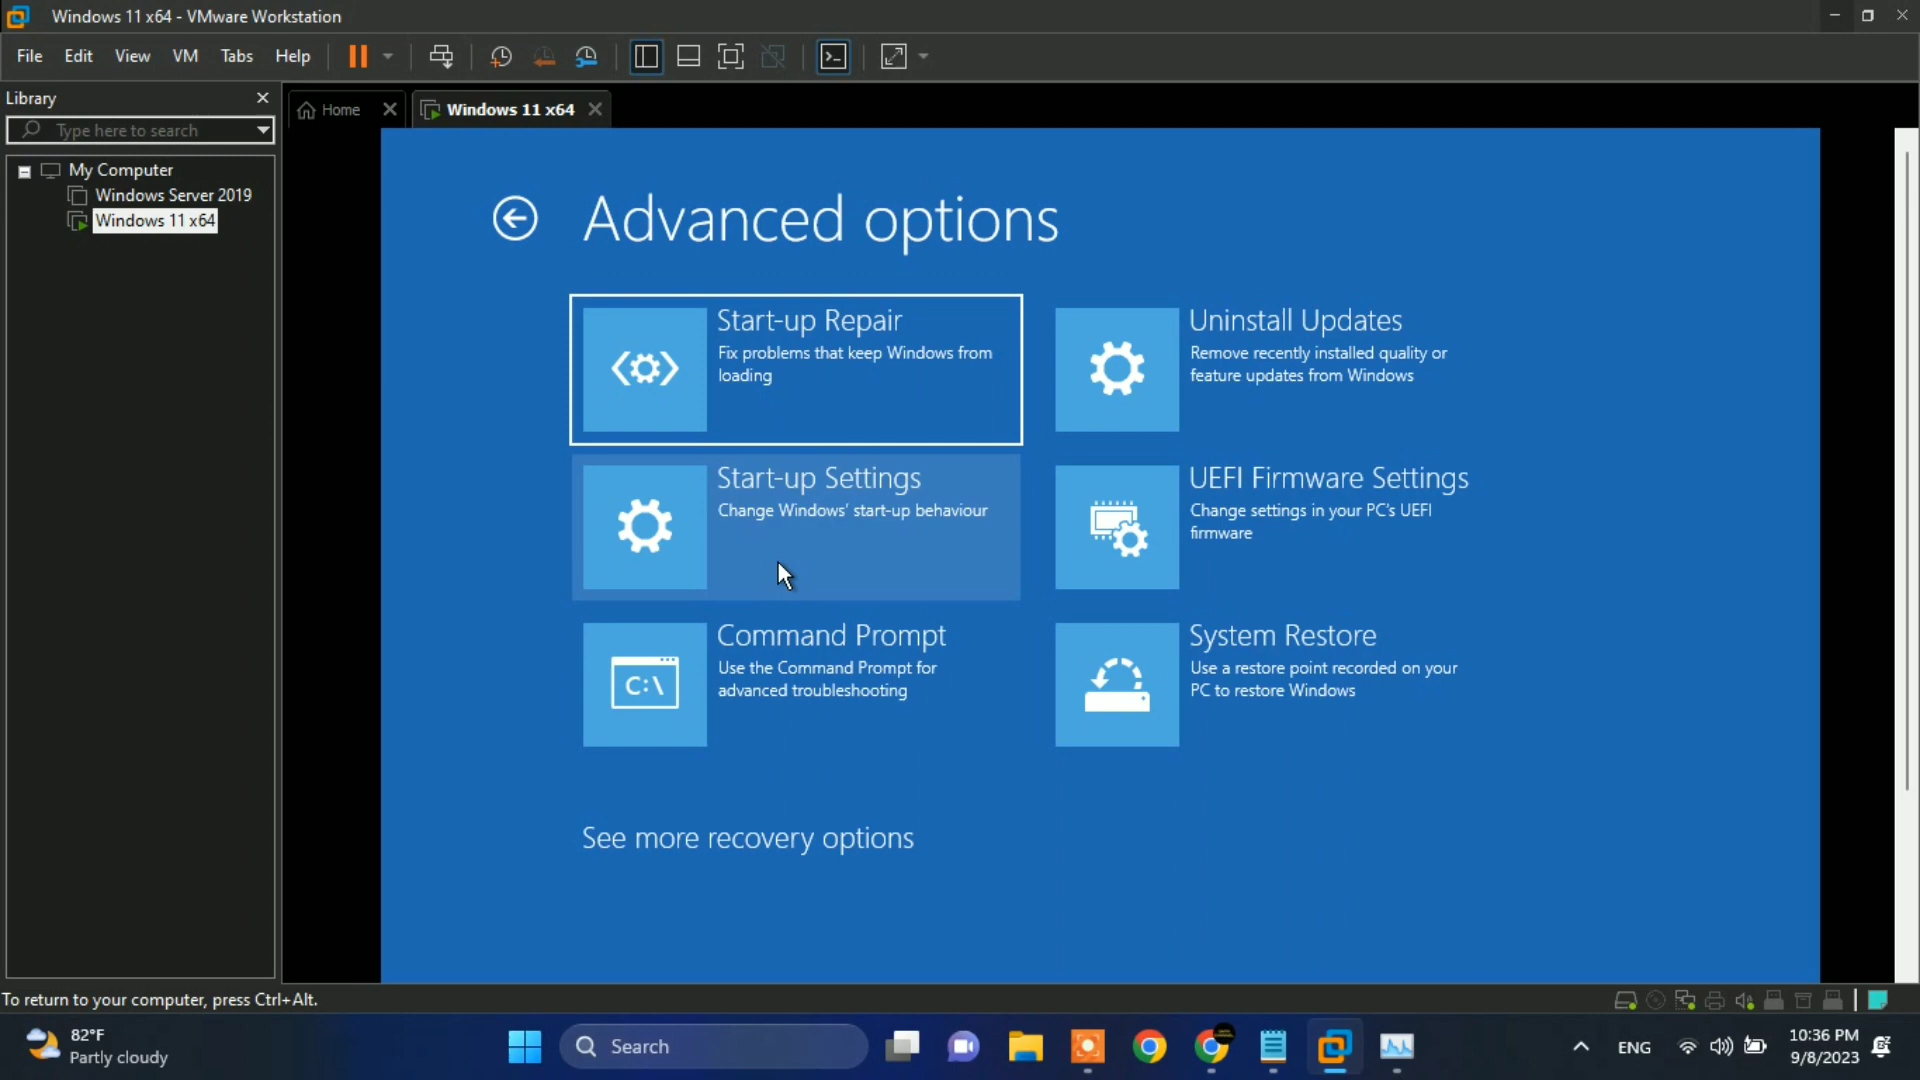 Windows 11 x64 - VMware Workstation
File Edit View VM Tabs Help
Library
Type here to search
My Computer
Windows Server 2019
Windows 11 x64
Home
Windows 11 x64
Advanced options
Start-up Repair
Fix problems that keep Windows from
loading
Uninstall Updates
Remove recently installed quality or
feature updates from Windows
Start-up Settings
Change Windows' start-up behaviour
UEFI Firmware Settings
Change settings in your PC's UEFI
firmware
C:\
Command Prompt
Use the Command Prompt for
advanced troubleshooting
System Restore
Use a restore point recorded on your
PC to restore Windows
See more recovery options
To return to your computer, press Ctrl+Alt.
82°F
Partly cloudy
Search
ENG
10:36 PM
9/8/2023